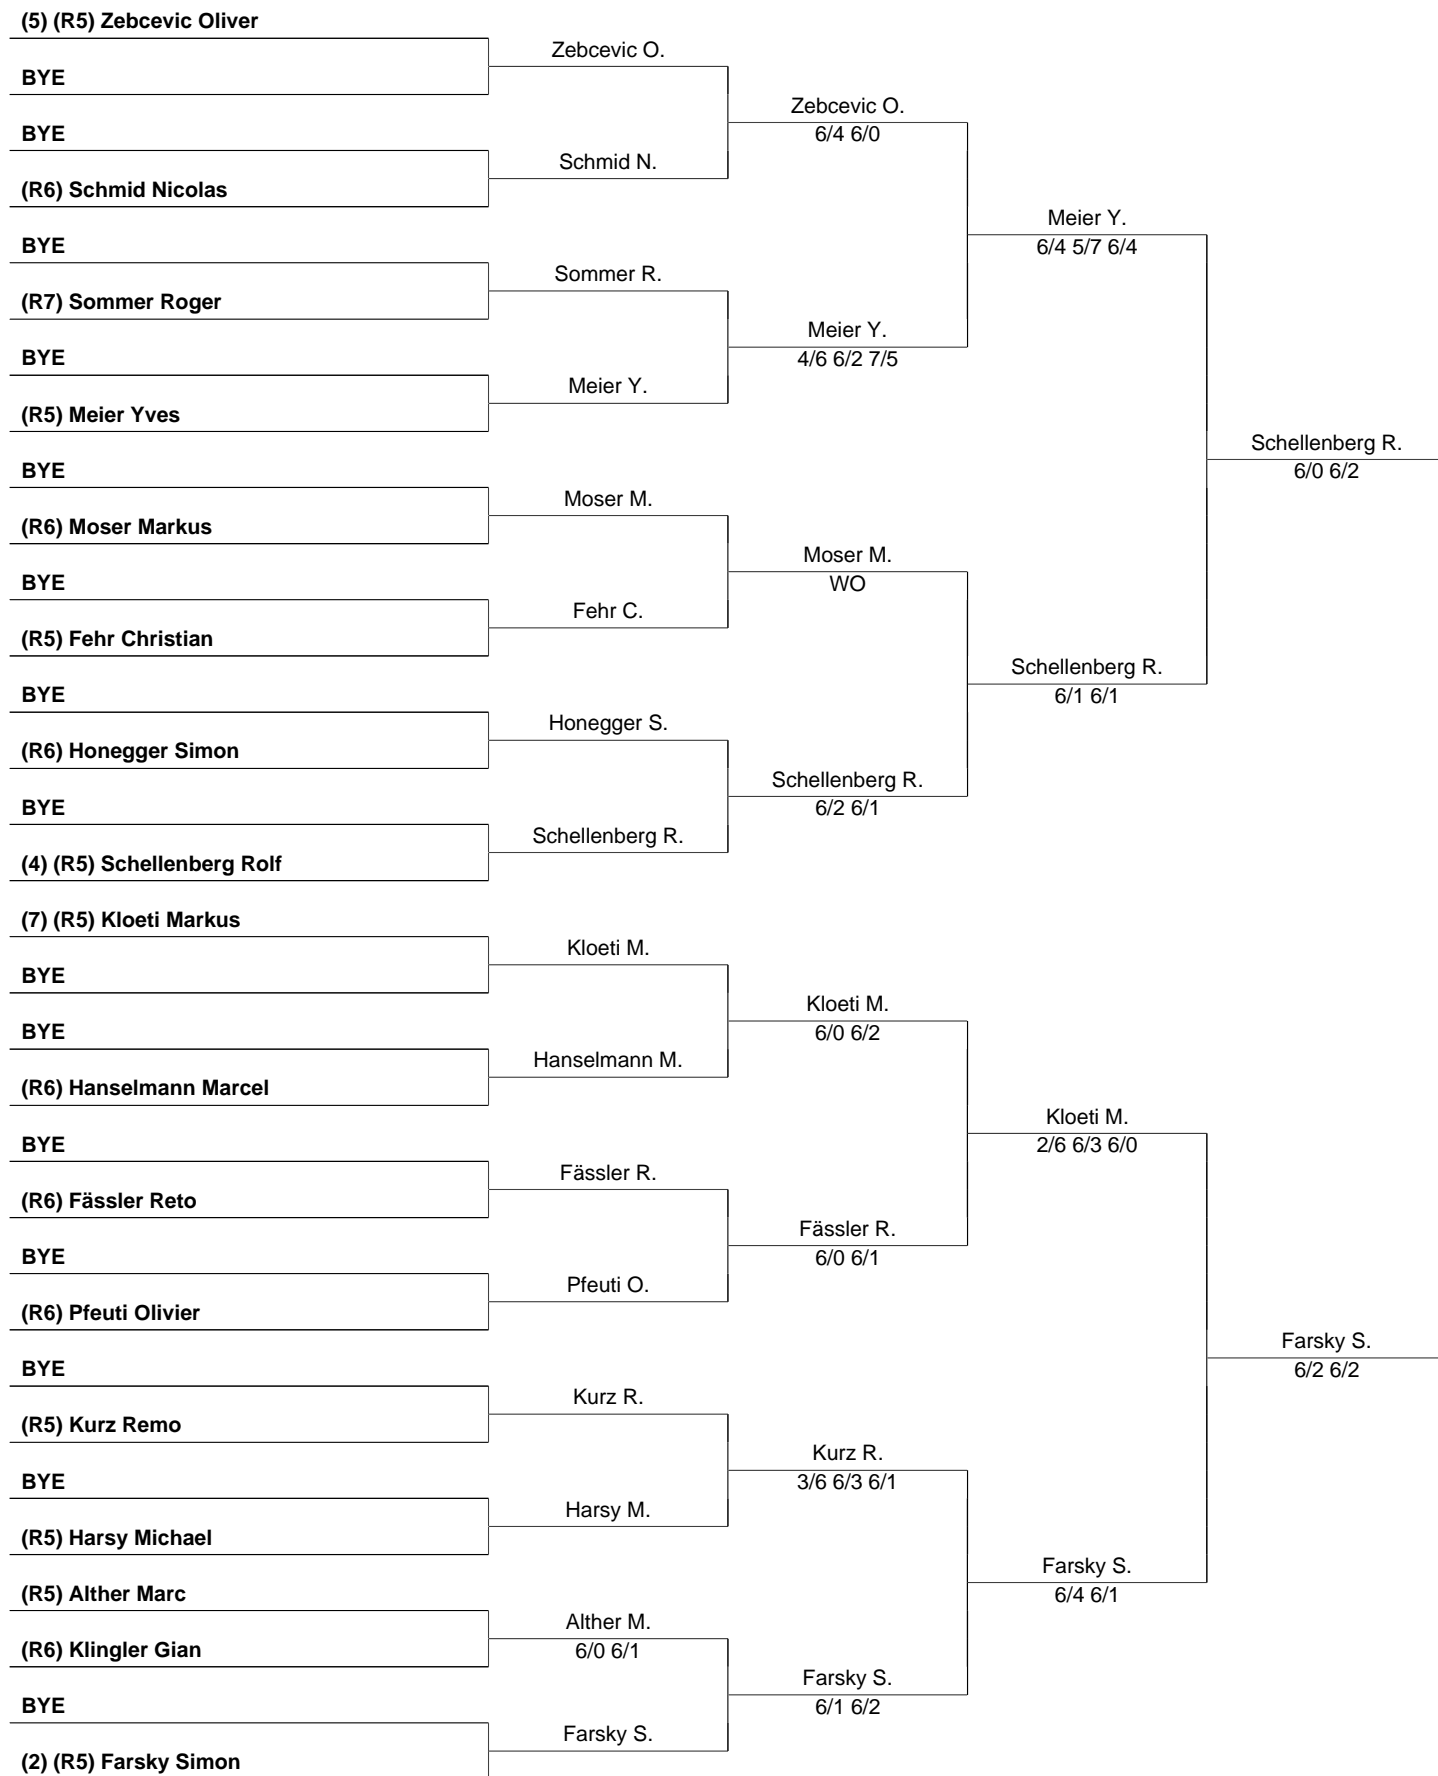 (5) (R5) Zebcevic Oliver
Zebcevic O.
BYE
Zebcevic O.
BYE
6/4 6/0
Schmid N.
(R6) Schmid Nicolas
Meier Y.
BYE
6/4 5/7 6/4
Sommer R.
(R7) Sommer Roger
Meier Y.
BYE
4/6 6/2 7/5
Meier Y.
(R5) Meier Yves
Schellenberg R.
BYE
6/0 6/2
Moser M.
(R6) Moser Markus
Moser M.
BYE
WO
Fehr C.
(R5) Fehr Christian
Schellenberg R.
BYE
6/1 6/1
Honegger S.
(R6) Honegger Simon
Schellenberg R.
BYE
6/2 6/1
Schellenberg R.
(4) (R5) Schellenberg Rolf
(7) (R5) Kloeti Markus
Kloeti M.
BYE
Kloeti M.
BYE
6/0 6/2
Hanselmann M.
(R6) Hanselmann Marcel
Kloeti M.
BYE
2/6 6/3 6/0
Fässler R.
(R6) Fässler Reto
Fässler R.
BYE
6/0 6/1
Pfeuti O.
(R6) Pfeuti Olivier
Farsky S.
BYE
6/2 6/2
Kurz R.
(R5) Kurz Remo
Kurz R.
BYE
3/6 6/3 6/1
Harsy M.
(R5) Harsy Michael
Farsky S.
(R5) Alther Marc
6/4 6/1
Alther M.
(R6) Klingler Gian
6/0 6/1
Farsky S.
BYE
6/1 6/2
Farsky S.
(2) (R5) Farsky Simon